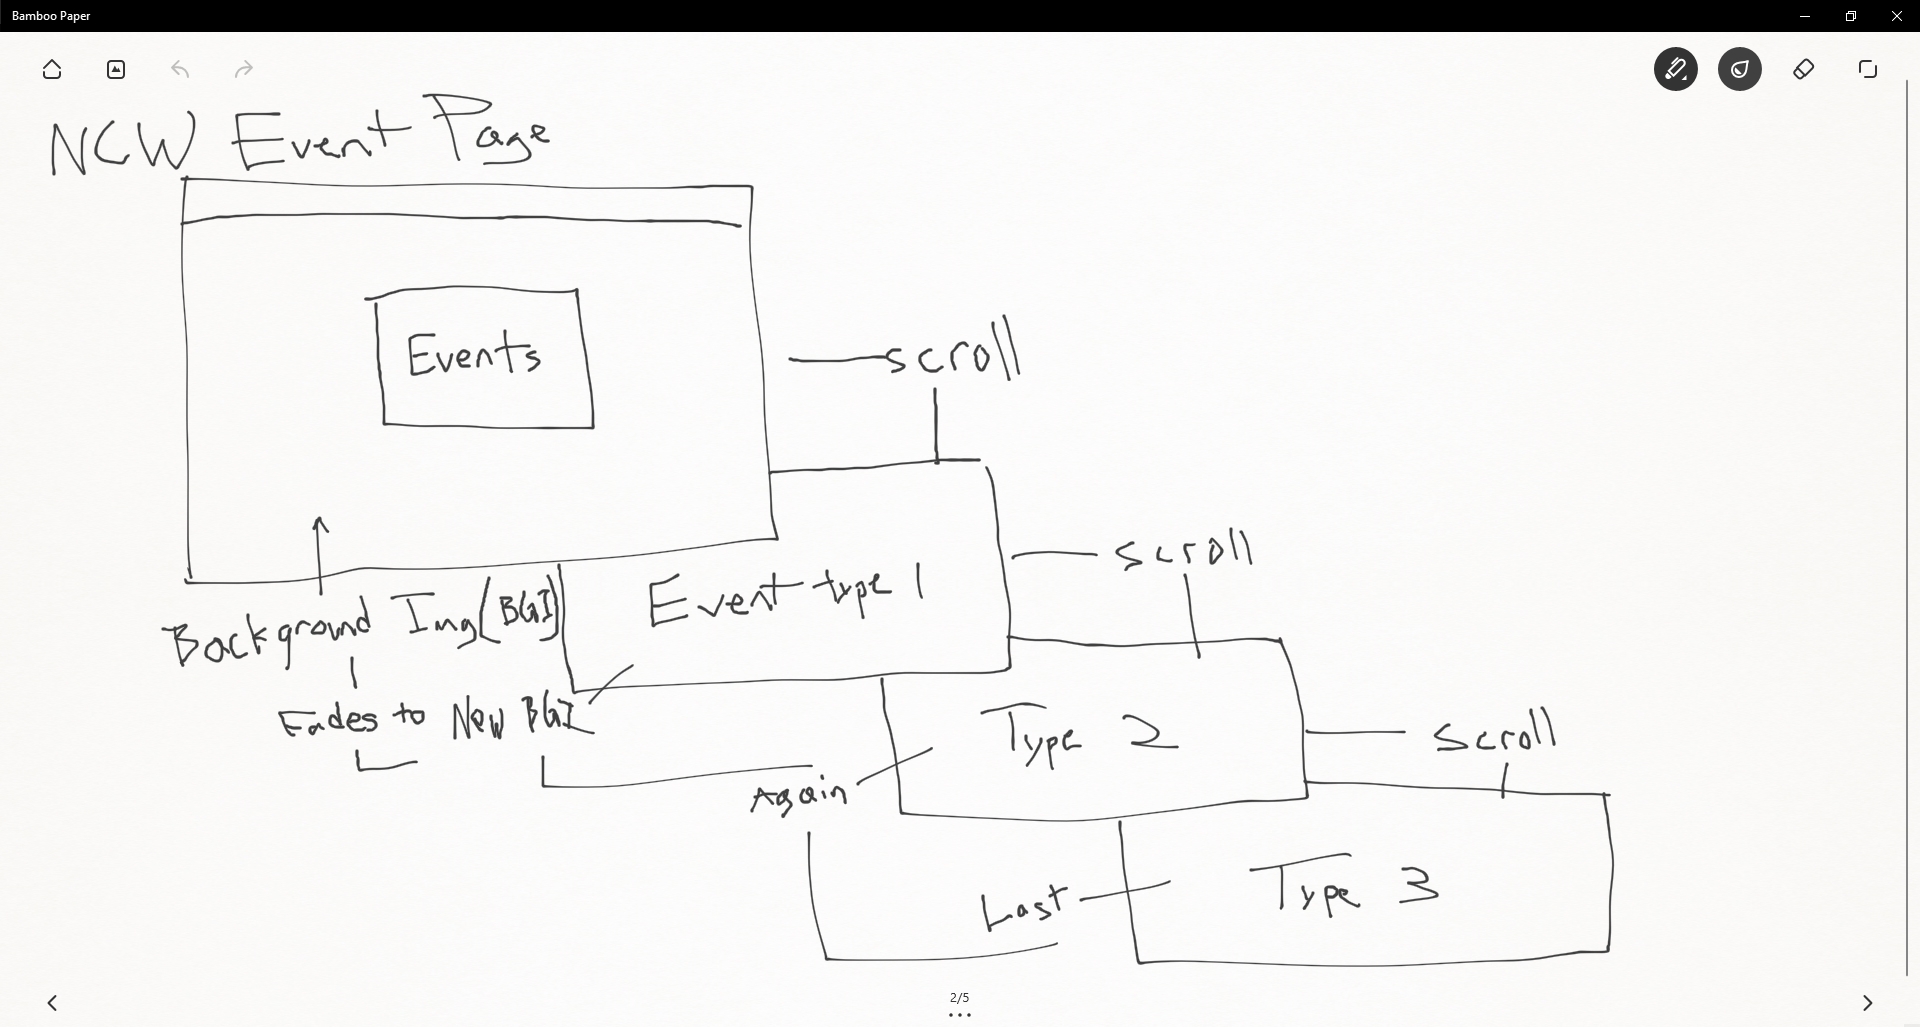 Bamboo Paper
NCW Event Page
Events
scroll
Event type 1
scroll
Background Img(BGI)
Fades to New BGI
Type 2
scroll
Again
Type 3
Last
2/5